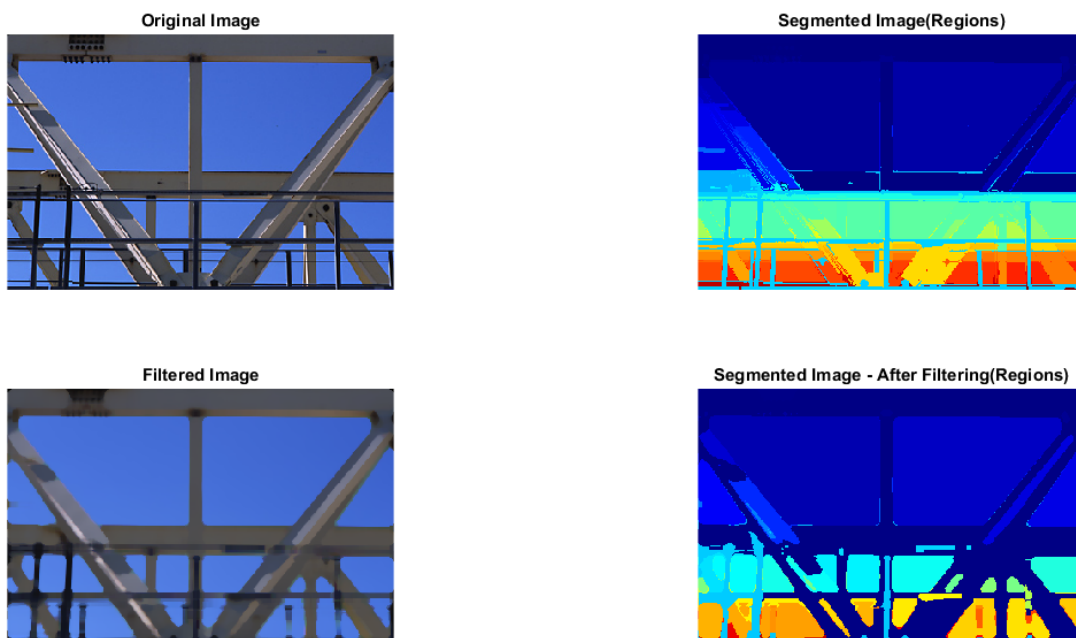 Original Image
Segmented Image(Regions)
Filtered Image
Segmented Image - After Filtering(Regions)